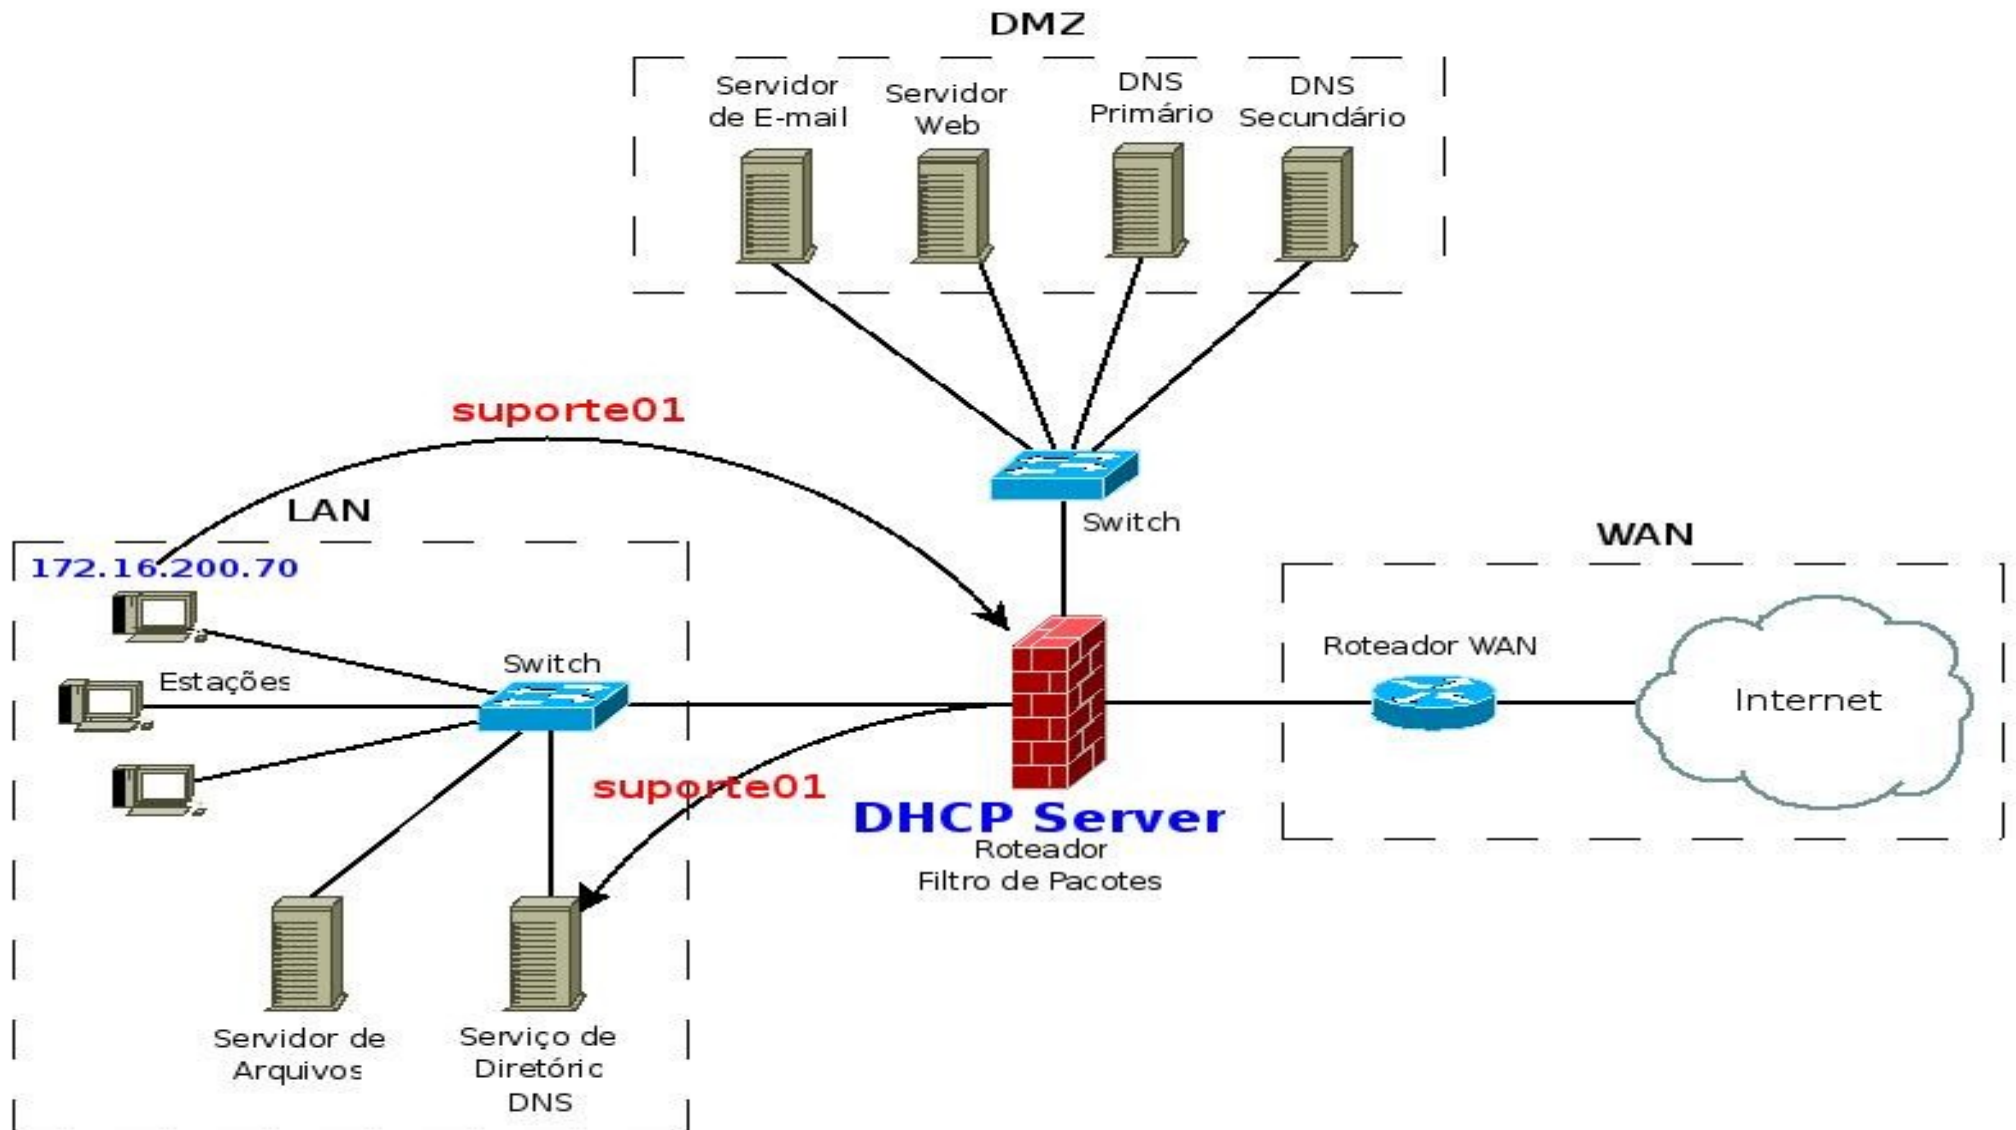 DMZ
Servidor
de E-mail
Servidor
Web
DNS
Primário
DNS
Secundário
suporte01
Switch
LAN
172.16.200.70
Estações
Switch
WAN
Roteador WAN
Internet
suporte01
DHCP Server
Roteador
Filtro de Pacotes
Servidor de
Arquivos
Serviço de
Diretóric
DNS